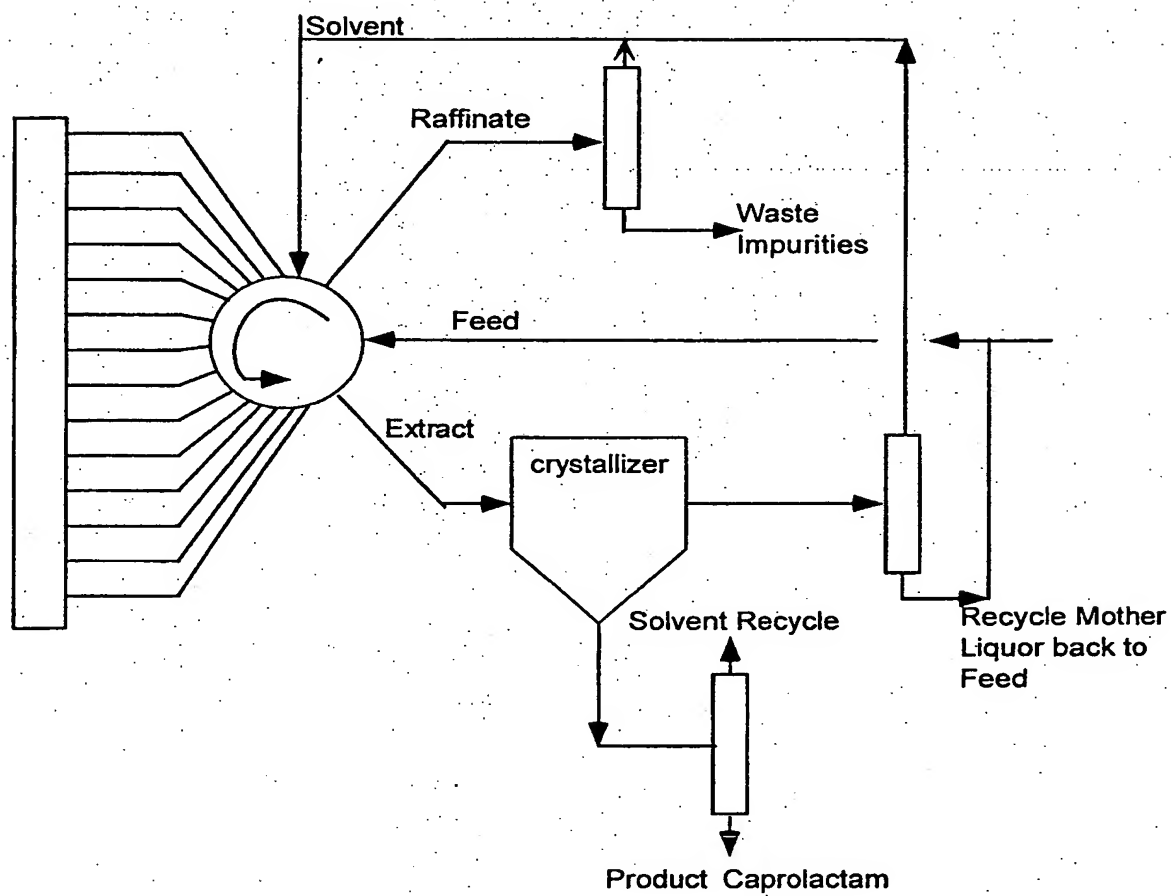 Solvent
Raffinate
Waste
Impurities
Feed
Extract
crystallizer
Solvent Recycle
Recycle Mother
Liquor back to
Feed
Product Caprolactam